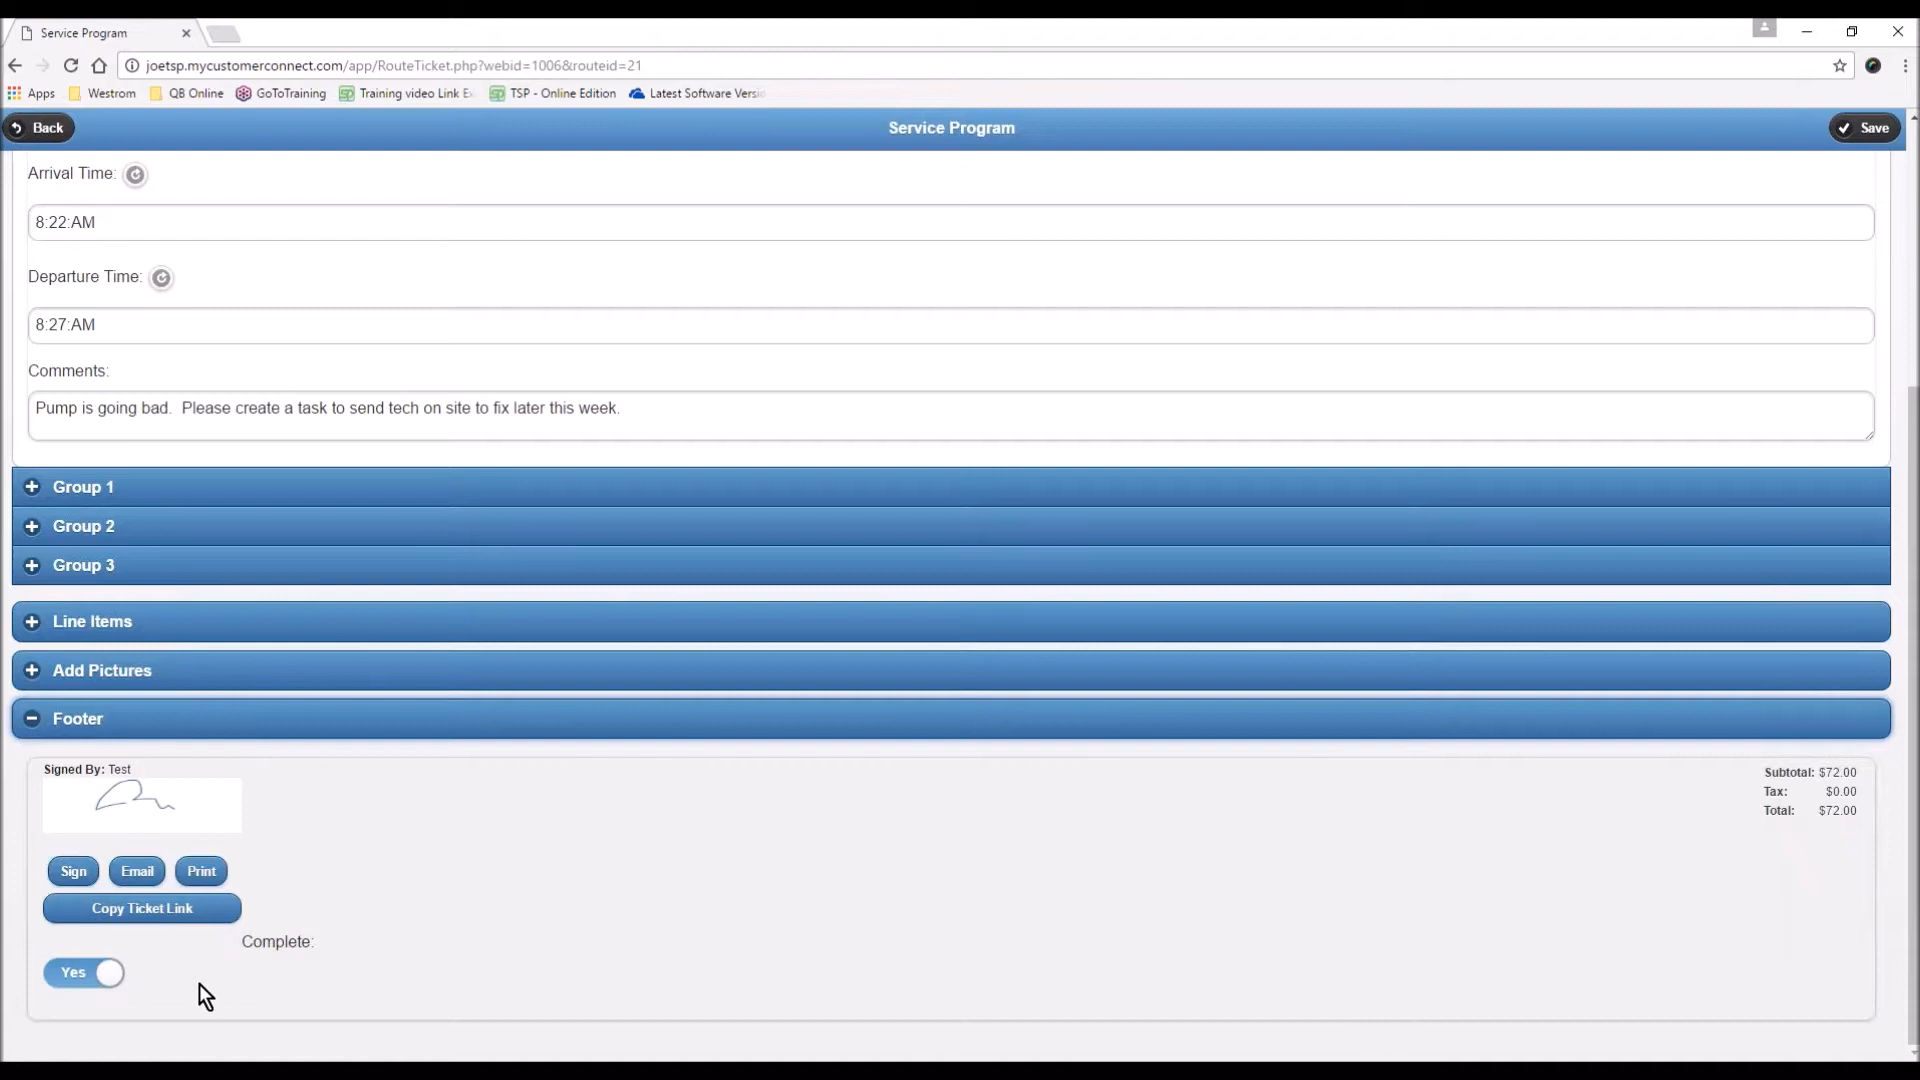 Service Program
joetsp.mycustomerconnect.com/app/RouteTicket.php?webid=1006&routeid=21
Apps Westrom QB Online GoToTraining Training video Link Ex TSP - Online Edition Latest Software Versio
Back Service Program Save
Arrival Time:
8:22:AM
Departure Time:
8:27:AM
Comments:
Pump is going bad. Please create a task to send tech on site to fix later this week.
Group 1
Group 2
Group 3
Line Items
Add Pictures
Footer
Signed By: Test
Subtotal: $72.00
Tax: $0.00
Total: $72.00
Sign Email Print
Copy Ticket Link
Complete:
Yes